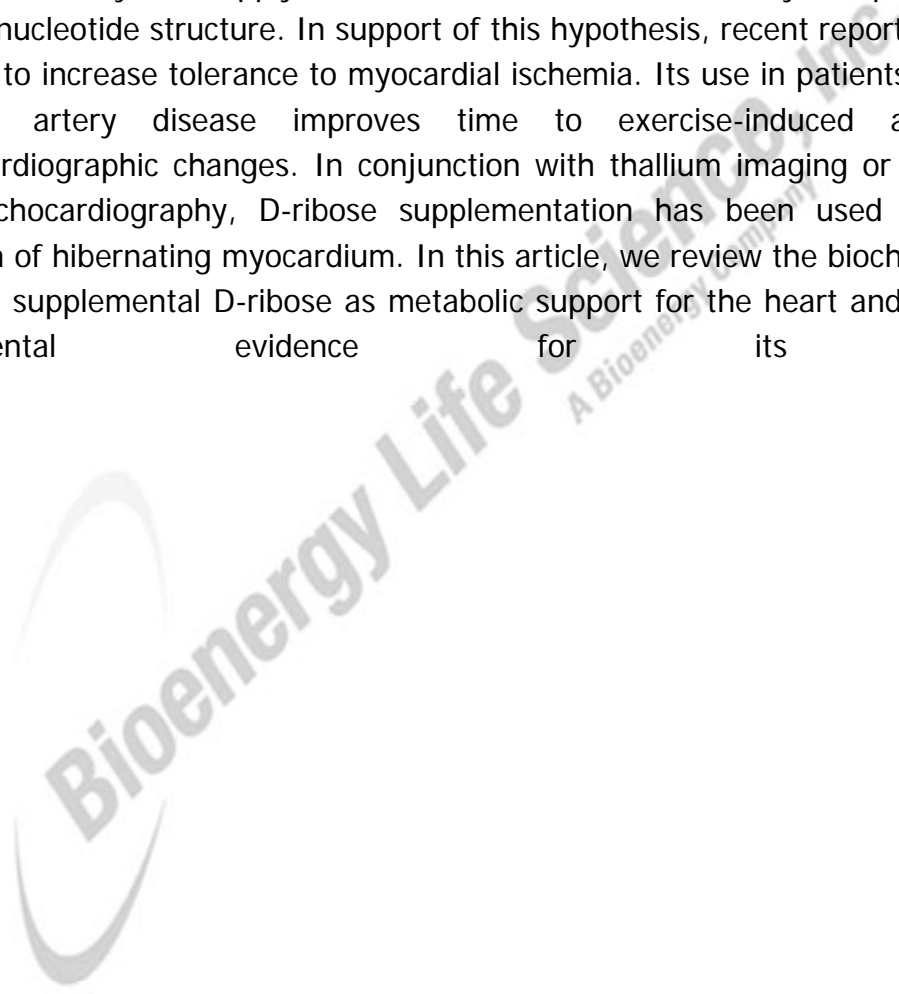 nucleotide structure. In support of this hypothesis, recent report
to increase tolerance to myocardial ischemia. Its use in patients
artery disease improves time to exercise-induced a
rdiographic changes. In conjunction with thallium imaging or
chocardiography, D-ribose supplementation has been used
of hibernating myocardium. In this article, we review the bioch
supplemental D-ribose as metabolic support for the heart and
ental evidence for its
Bioenergy Life Science, Inc.
A Bioenergy Company